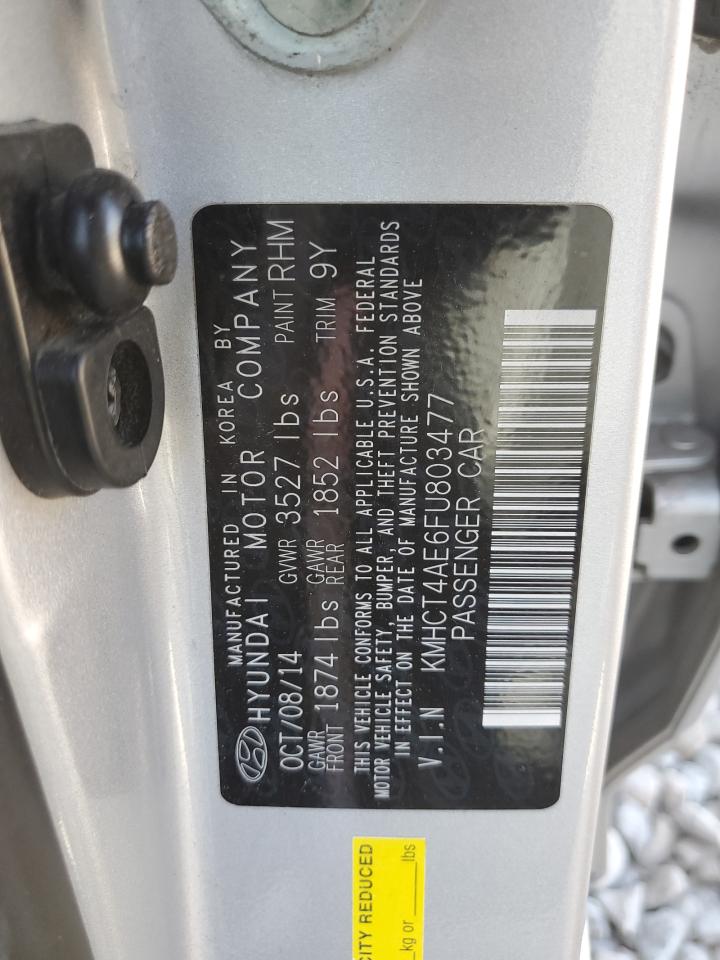 MANUFACTURED IN KOREA BY
HYUNDAI MOTOR COMPANY
OCT/08/14 GVWR 3527 lbs PAINT RHM
GAWR FRONT 1874 lbs GAWR REAR 1852 lbs TRIM 9Y
THIS VEHICLE CONFORMS TO ALL APPLICABLE U.S.A. FEDERAL
MOTOR VEHICLE SAFETY, BUMPER, AND THEFT PREVENTION STANDARDS
IN EFFECT ON THE DATE OF MANUFACTURE SHOWN ABOVE
V.I.N KMHCT4AE6FU803477
PASSENGER CAR
CITY REDUCED
kg or ____lbs